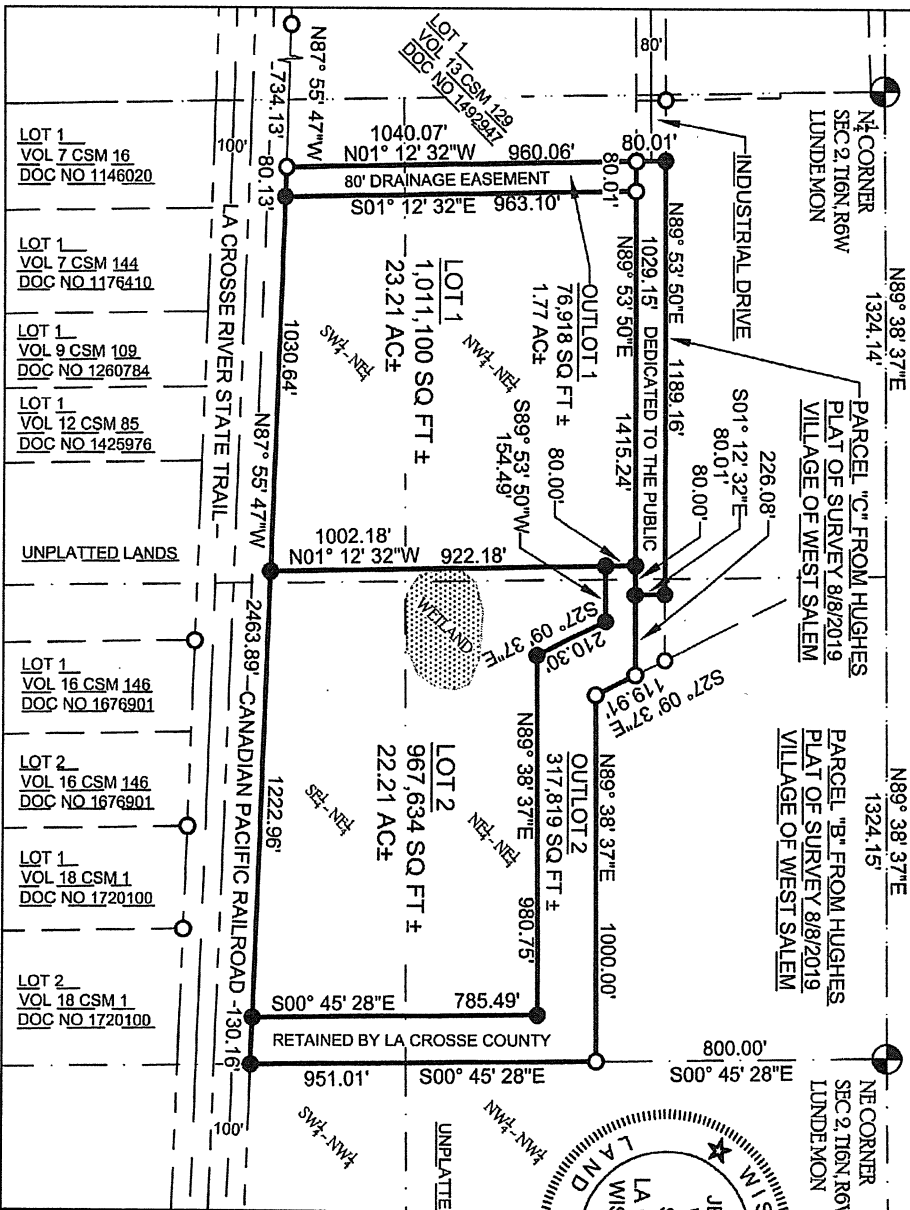 N¼ CORNER
SEC 2, T16N, R6W
LUNDEMON
N89° 38' 37"E
1324.14'
N89° 38' 37"E
1324.15'
NE CORNER
SEC 2, T16N, R6W
LUNDEMON
PARCEL "C" FROM HUGHES
PLAT OF SURVEY 8/8/2019
VILLAGE OF WEST SALEM
PARCEL "B" FROM HUGHES
PLAT OF SURVEY 8/8/2019
VILLAGE OF WEST SALEM
80'
INDUSTRIAL DRIVE
80.01'
N89° 53' 50"E 1189.16'
226.08'
S01° 12' 32"E
80.01'
80.00'
1029.15' DEDICATED TO THE PUBLIC
80.01'
N89° 53' 50"E 1415.24'
80.00'
S89° 53' 50"W
154.49'
S27° 09' 37"E
119.91'
S27° 09' 37"E
210.30'
LOT 1
VOL 13 CSM 129
DOC NO 1492947
1040.07'
N01° 12' 32"W 960.06'
80' DRAINAGE EASEMENT
S01° 12' 32"E 963.10'
OUTLOT 1
76,918 SQ FT ±
1.77 AC±
NW¼-NE¼
LOT 1
1,011,100 SQ FT ±
23.21 AC±
SW¼-NE¼
1002.18'
N01° 12' 32"W 922.18'
WETLAND
N89° 38' 37"E 1000.00'
OUTLOT 2
317,819 SQ FT ±
N89° 38' 37"E 980.75'
NE¼-NE¼
LOT 2
967,634 SQ FT ±
22.21 AC±
SE¼-NE¼
S00° 45' 28"E 785.49'
RETAINED BY LA CROSSE COUNTY
951.01' S00° 45' 28"E
800.00'
S00° 45' 28"E
NW¼-NW¼
SW¼-NW¼
UNPLATTE
N87° 55' 47"W
734.13'
80.13'
1030.64' N87° 55' 47"W
2463.89'
CANADIAN PACIFIC RAILROAD
1222.96'
130.16'
100'
LA CROSSE RIVER STATE TRAIL
100'
LOT 1
VOL 7 CSM 16
DOC NO 1146020
LOT 1
VOL 7 CSM 144
DOC NO 1176410
LOT 1
VOL 9 CSM 109
DOC NO 1260784
LOT 1
VOL 12 CSM 85
DOC NO 1425976
UNPLATTED LANDS
LOT 1
VOL 16 CSM 146
DOC NO 1676901
LOT 2
VOL 16 CSM 146
DOC NO 1676901
LOT 1
VOL 18 CSM 1
DOC NO 1720100
LOT 2
VOL 18 CSM 1
DOC NO 1720100
LAND